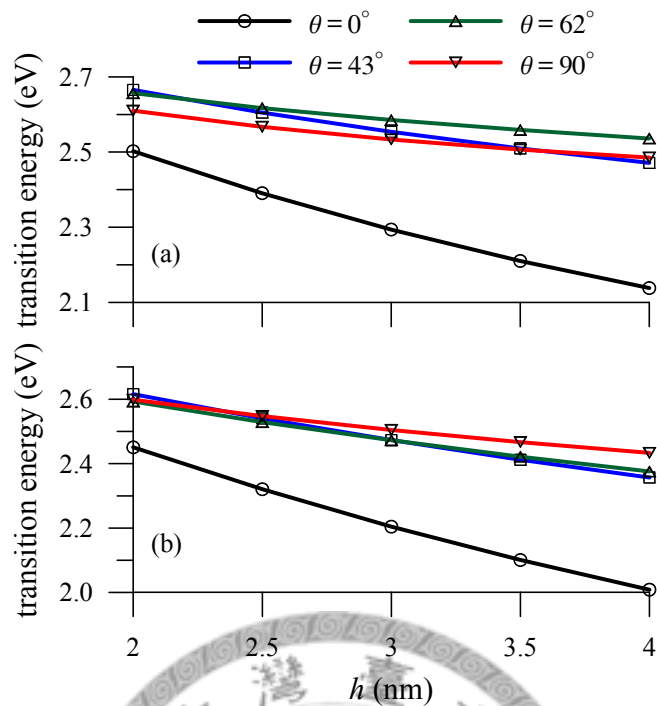 θ = 0° θ = 62°
θ = 43° θ = 90°
transition energy (eV)
2.7
2.5
2.3
2.1
(a)
transition energy (eV)
2.6
2.4
2.2
2.0
(b)
2 2.5 3 3.5 4
h (nm)